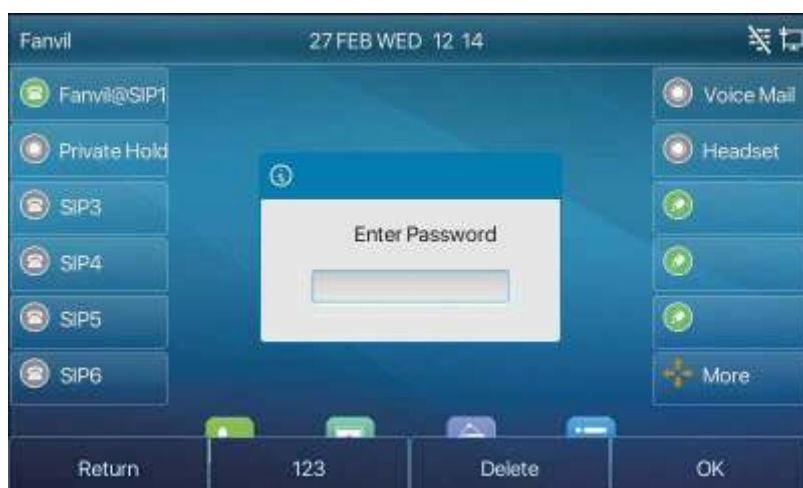 Fanvil 27 FEB WED 12 14
Fanvil@SIP1
Private Hold
SIP3
SIP4
SIP5
SIP6
Enter Password
Voice Mail
Headset
More
Return 123 Delete OK